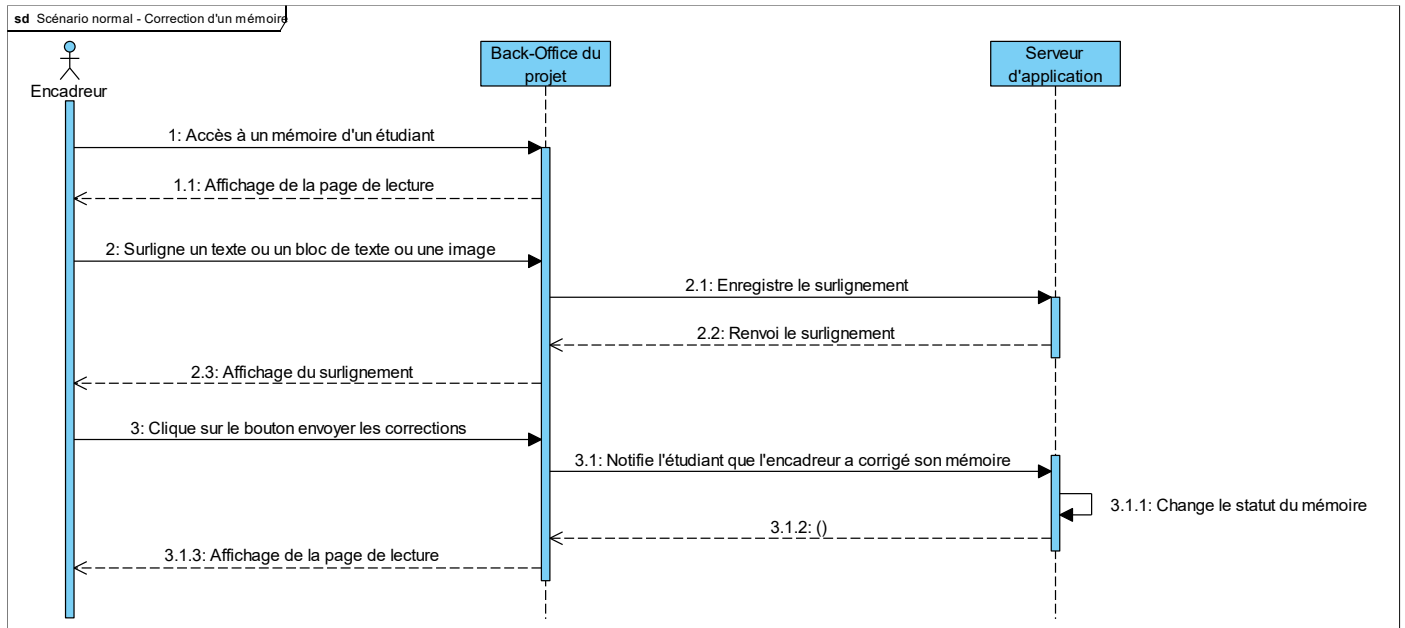 sd Scénario normal - Correction d'un mémoire
Encadreur
Back-Office du
projet
Serveur
d'application
1: Accès à un mémoire d'un étudiant
1.1: Affichage de la page de lecture
2: Surligne un texte ou un bloc de texte ou une image
2.1: Enregistre le surlignement
2.2: Renvoi le surlignement
2.3: Affichage du surlignement
3: Clique sur le bouton envoyer les corrections
3.1: Notifie l'étudiant que l'encadreur a corrigé son mémoire
3.1.1: Change le statut du mémoire
3.1.2: ()
3.1.3: Affichage de la page de lecture